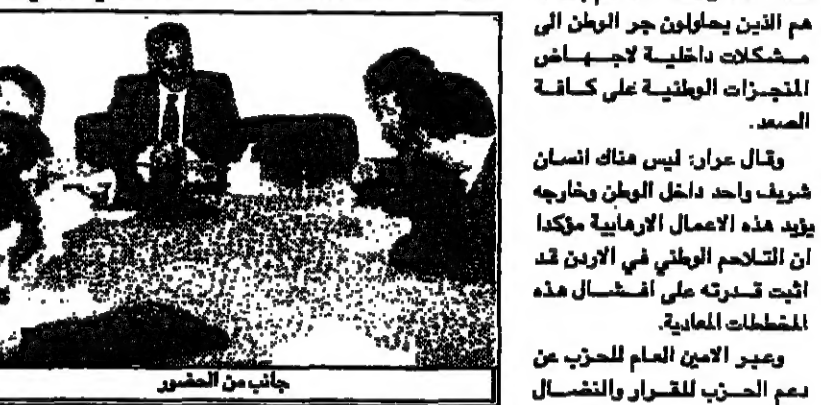 هم الذين يحاولون جر الوطن الى
مشكلات داخلية لاجهاض
المنجزات الوطنية على كافة
الصعد.
وقال عرار: ليس هناك انسان
شريف واحد داخل الوطن وخارجه
يؤيد هذه الاعمال الارهابية مؤكدا
ان التلاحم الوطني في الاردن قد
اثبت قدرته على افشال هذه
المخططات المعادية.
وعبر الامين العام للحزب عن
دعم الحزب للقرار والنضال
جانب من الحضور